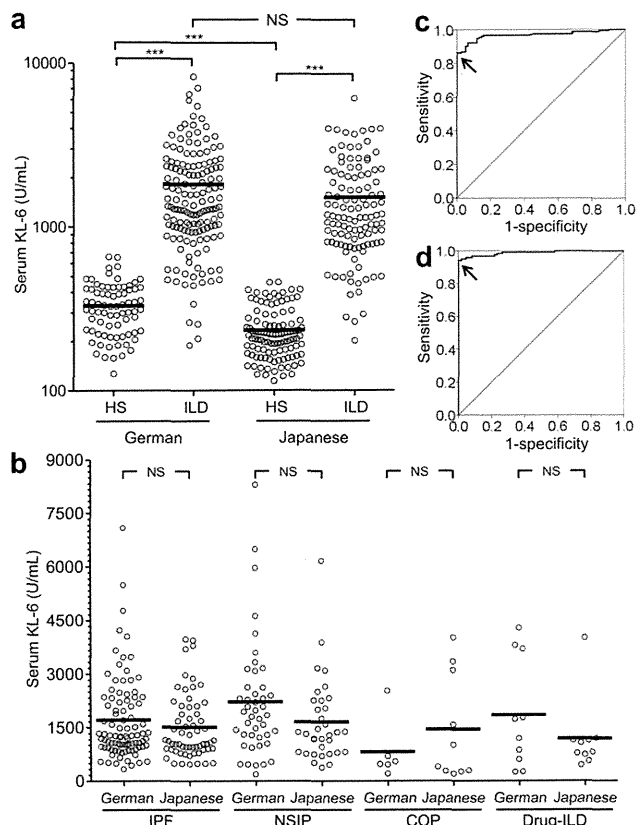 a
NS
***
***
***
10000
1000
100
Serum KL-6 (U/mL)
HS
ILD
HS
ILD
German
Japanese
c
1.0
0.8
0.6
0.4
0.2
0.0
Sensitivity
0.0 0.2 0.4 0.6 0.8 1.0
1-specificity
d
1.0
0.8
0.6
0.4
0.2
0.0
Sensitivity
0.0 0.2 0.4 0.6 0.8 1.0
1-specificity
b
NS
NS
NS
NS
9000
7500
4500
3000
1500
0
Serum KL-6 (U/mL)
German Japanese German Japanese German Japanese German Japanese
IPF
NSIP
COP
Drug-ILD